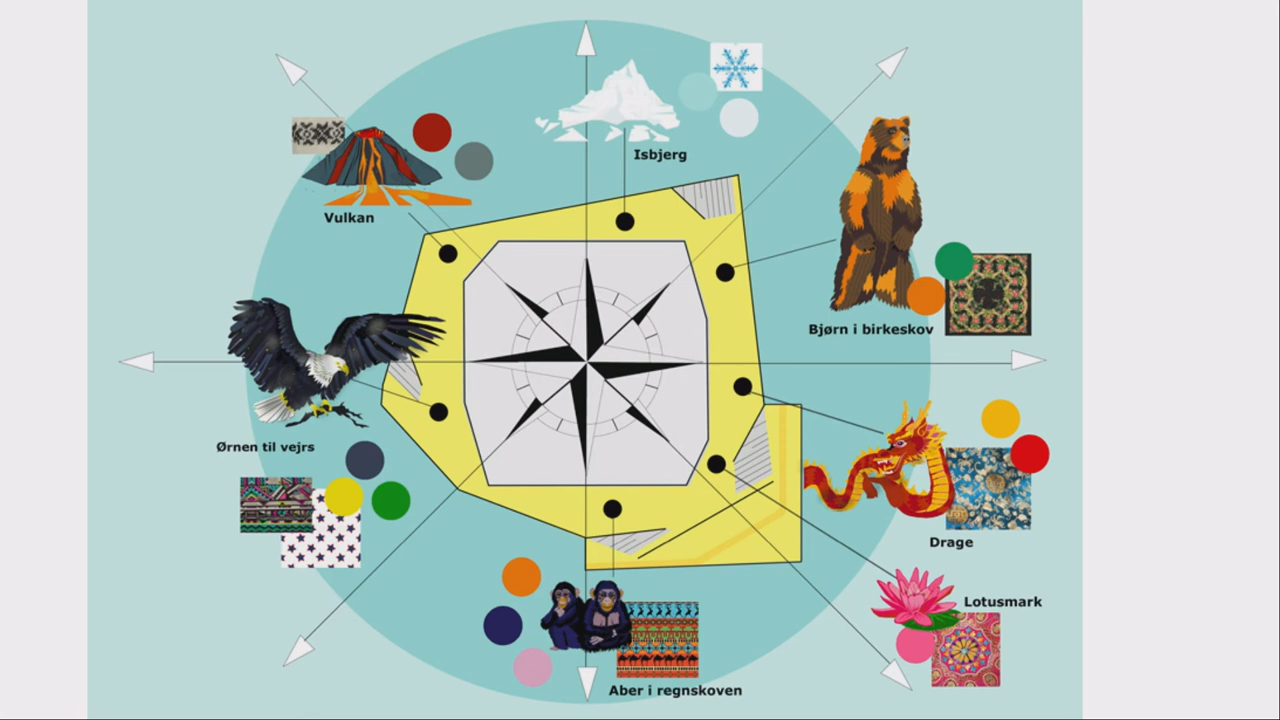 Isbjerg
Vulkan
Bjørn i birkeskov
Ørnen til vejrs
Drage
Lotusmark
Aber i regnskoven